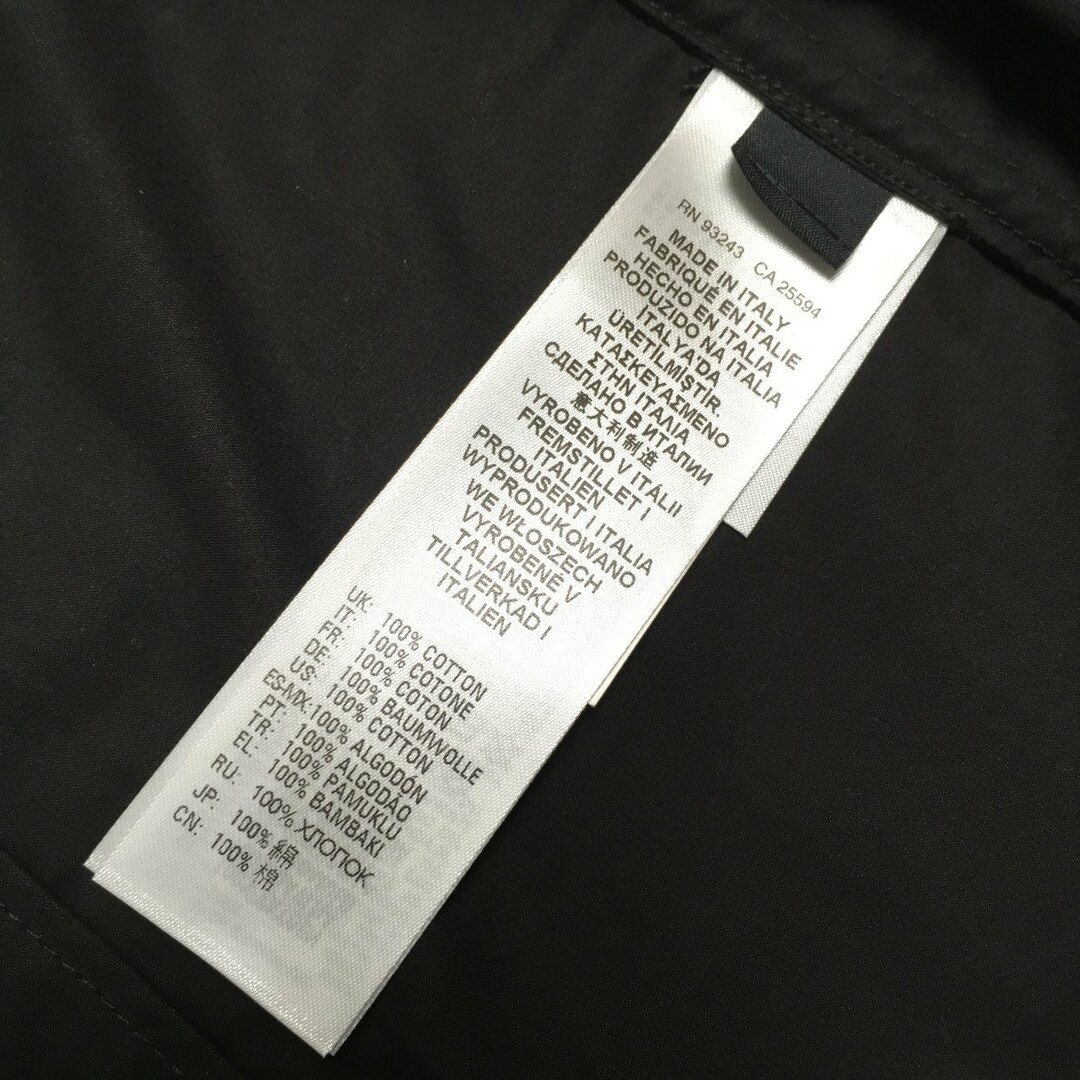 RN 93243 CA 25594
MADE IN ITALY
FABRIQUÉ EN ITALIE
HECHO EN ITALIA
PRODUZIDO NA ITALIA
ITALYA'DA
ÜRETILMIŞTIR.
ΚΑΤΑΣΚΕΥΑΣΜΕΝΟ
ΣΤΗΝ ΙΤΑΛΙΑ
СДЕЛАНО В ИТАЛИИ
意大利制造
VYROBENO V ITALII
FREMSTILLET I
ITALIEN
PRODUSERT I ITALIA
WYPRODUKOWANO
WE WŁOSZECH
VYROBENÉ V
TALIANSKU
TILLVERKAD I
ITALIEN
UK: 100% COTTON
IT: 100% COTONE
FR: 100% COTON
DE: 100% BAUMWOLLE
US: 100% COTTON
ES-MX: 100% ALGODÓN
PT: 100% ALGODÃO
TR: 100% PAMUKLU
EL: 100% ΒΑΜΒΑΚΙ
RU: 100% ХЛОПОК
JP: 100% 綿
CN: 100% 棉